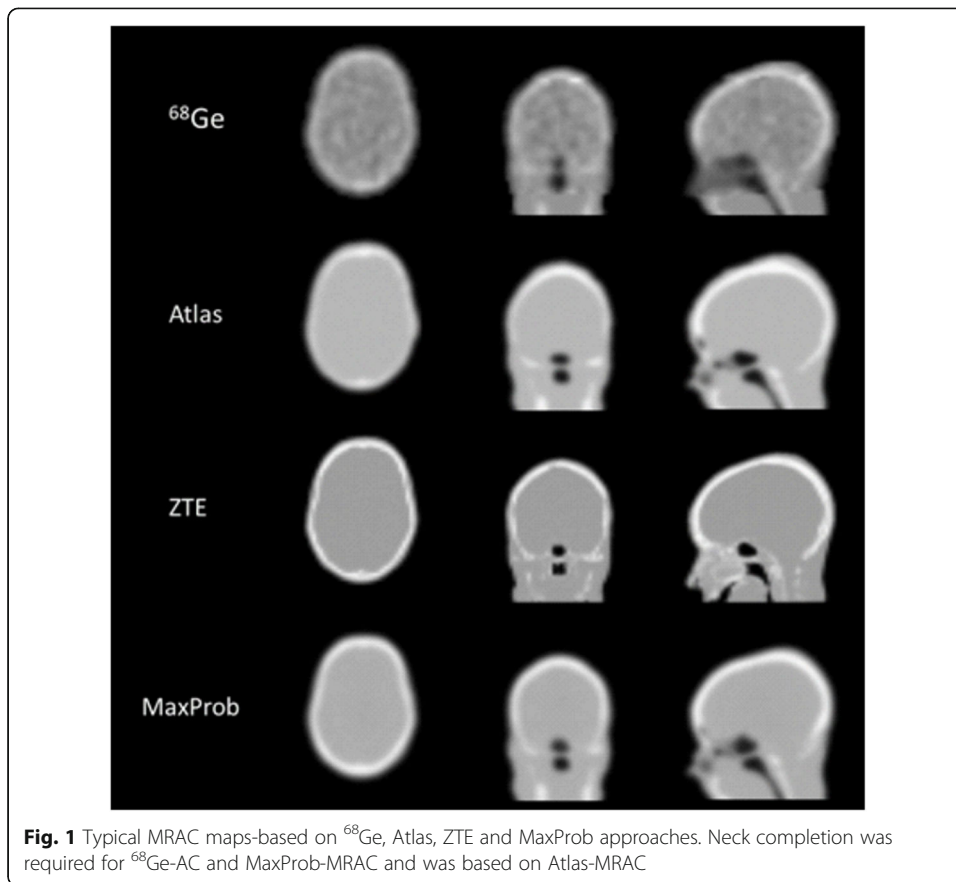 ⁶⁸Ge
Atlas
ZTE
MaxProb
Fig. 1 Typical MRAC maps-based on ⁶⁸Ge, Atlas, ZTE and MaxProb approaches. Neck completion was
required for ⁶⁸Ge-AC and MaxProb-MRAC and was based on Atlas-MRAC